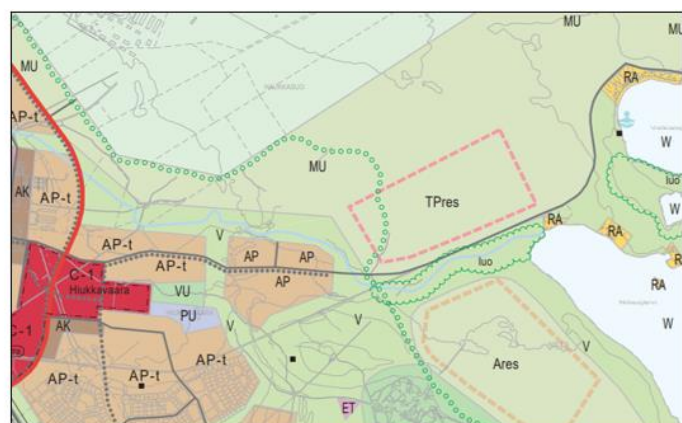 MU
MU
MU
RA
AP-t
W
MU
luo
AK
AP-t
TPres
W
V
RA
RA
AP-t
AP-t
AP
AP
C-1
Hiukkavaara
AP
luo
VU
RA
C-1
AK
PU
V
V
W
V
AP-t
AP-t
AP-t
Ares
ET